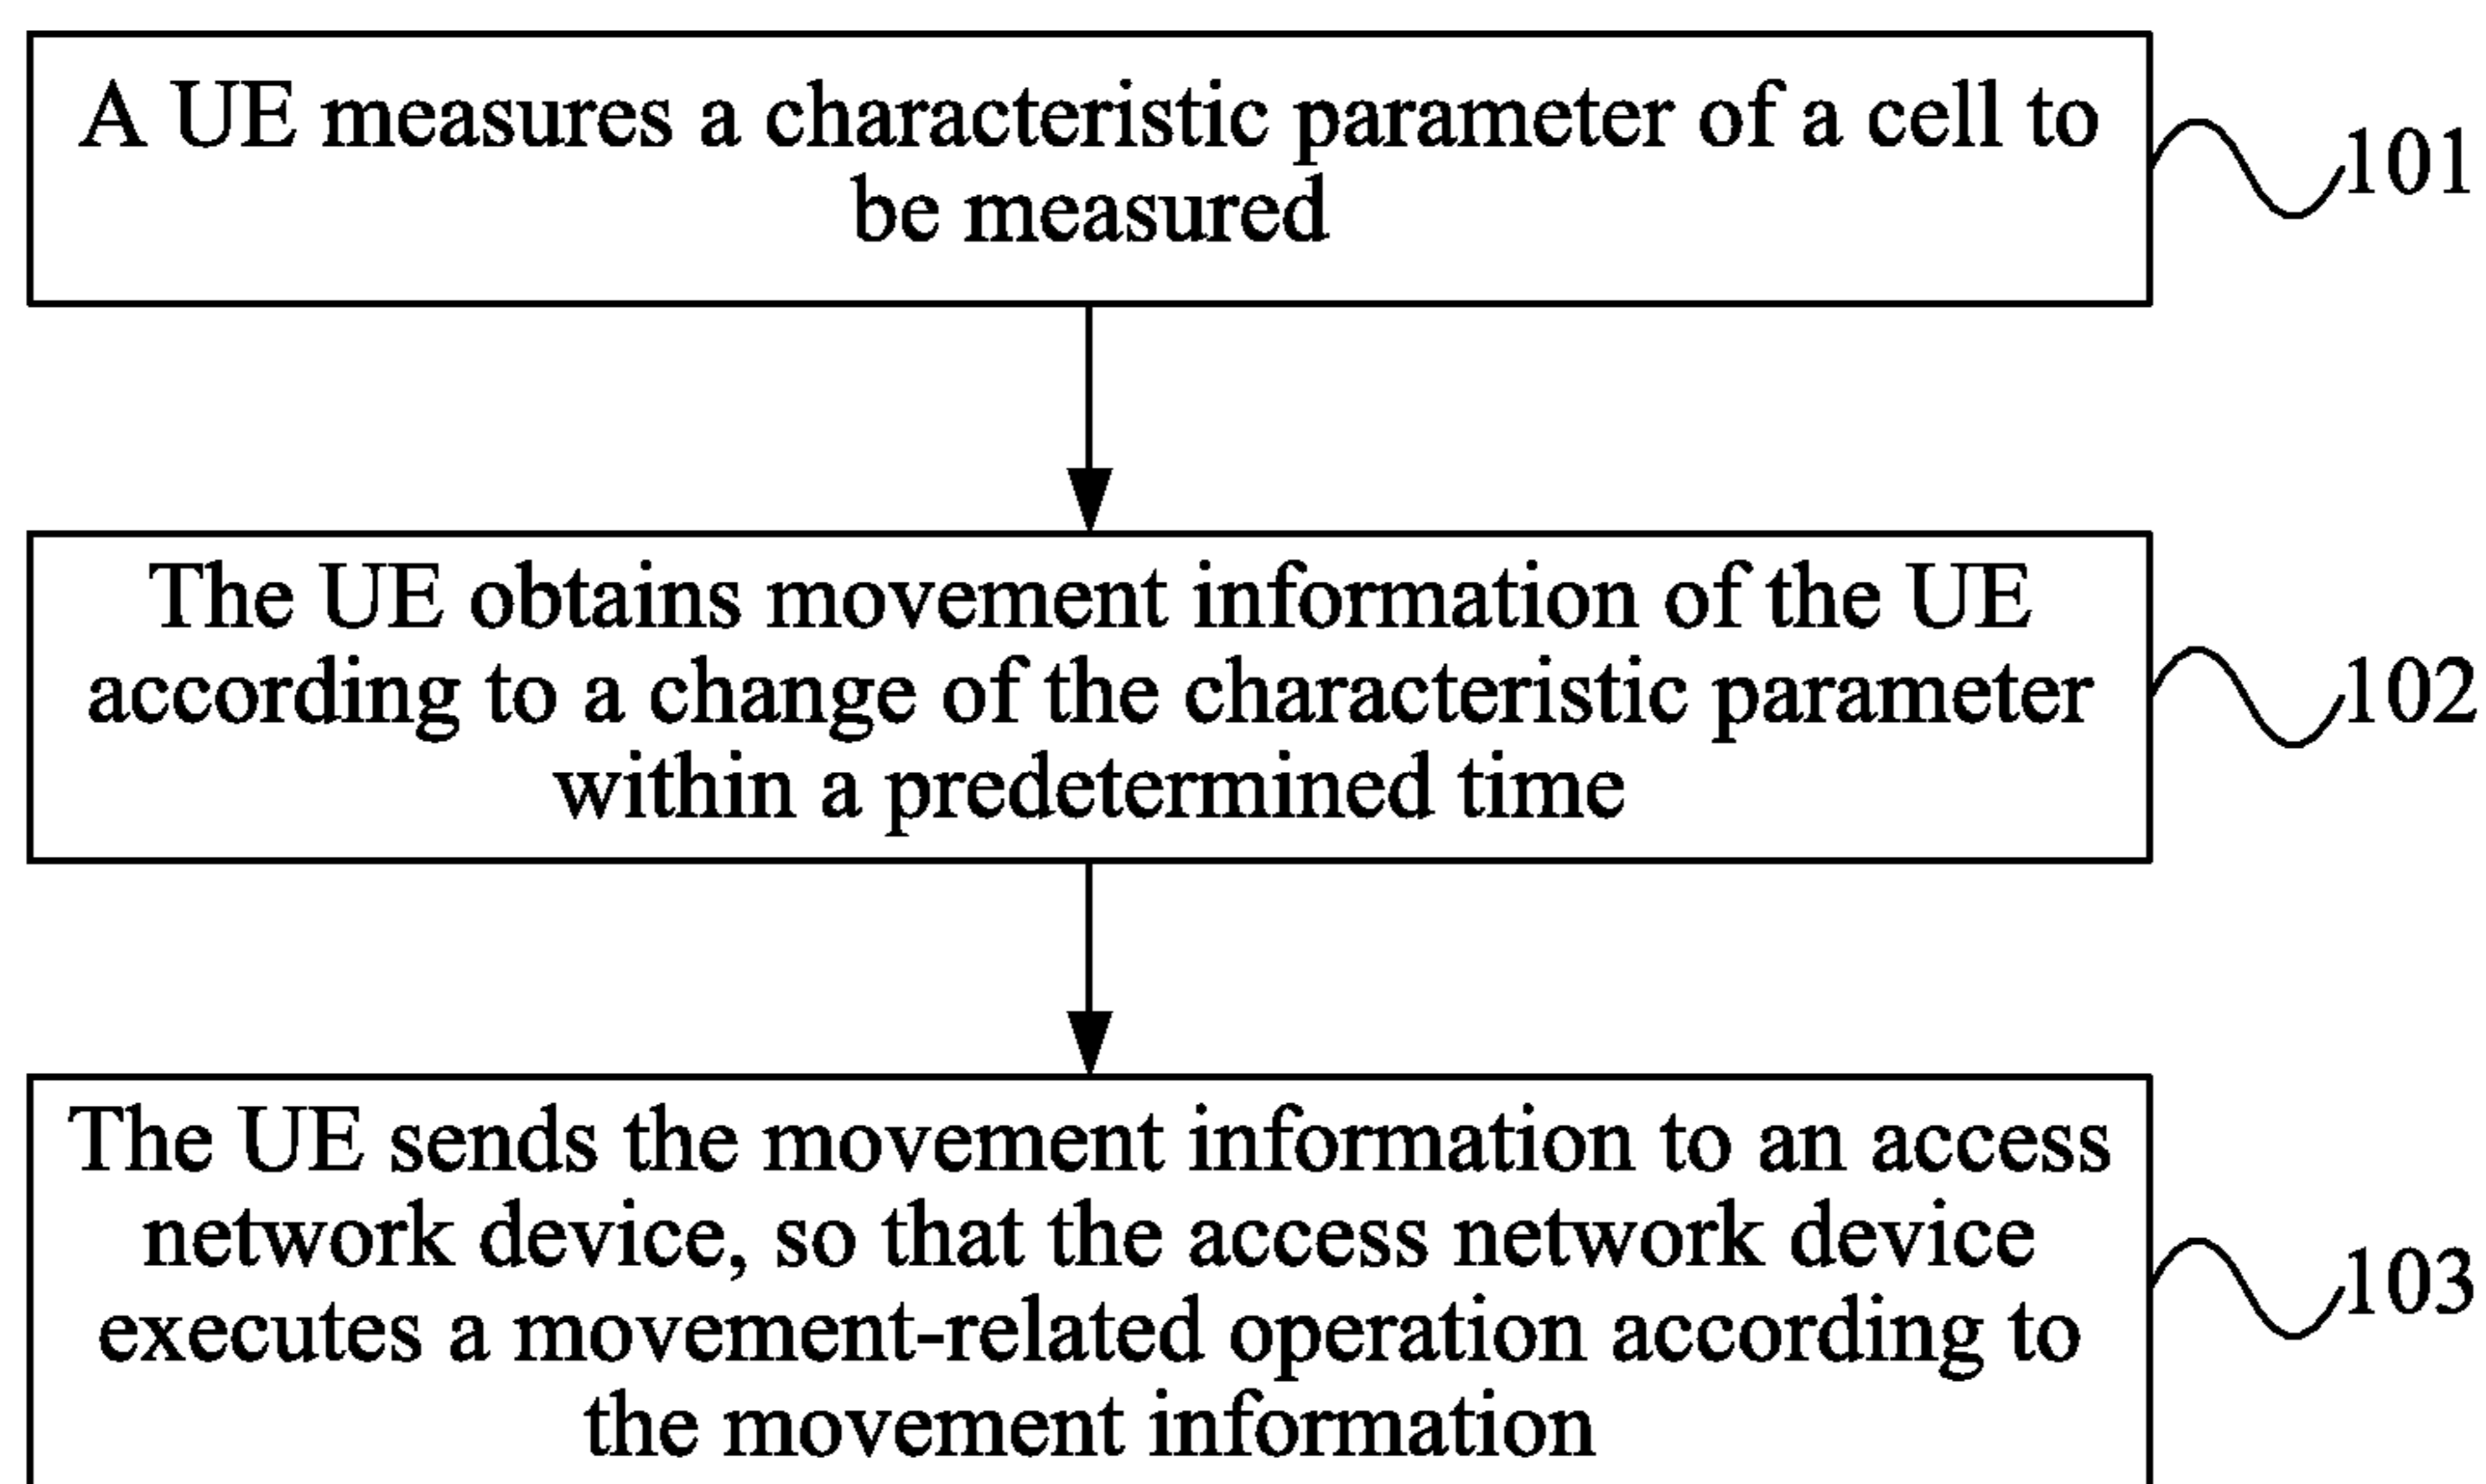 A UE measures a characteristic parameter of a cell to
be measured
101
The UE obtains movement information of the UE
according to a change of the characteristic parameter
within a predetermined time
102
The UE sends the movement information to an access
network device, so that the access network device
executes a movement-related operation according to
the movement information
103